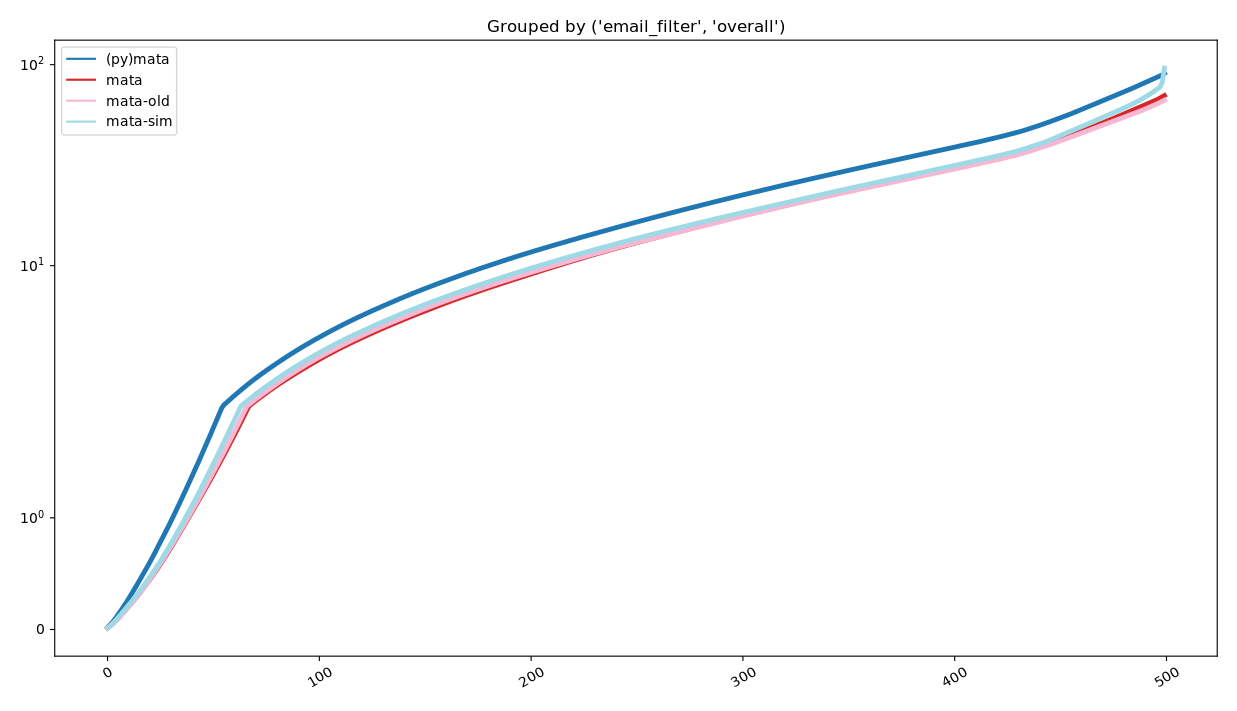 Grouped by ('email_filter', 'overall')
(py)mata
mata
mata-old
mata-sim
10²
10¹
10⁰
0
0
100
200
300
400
500